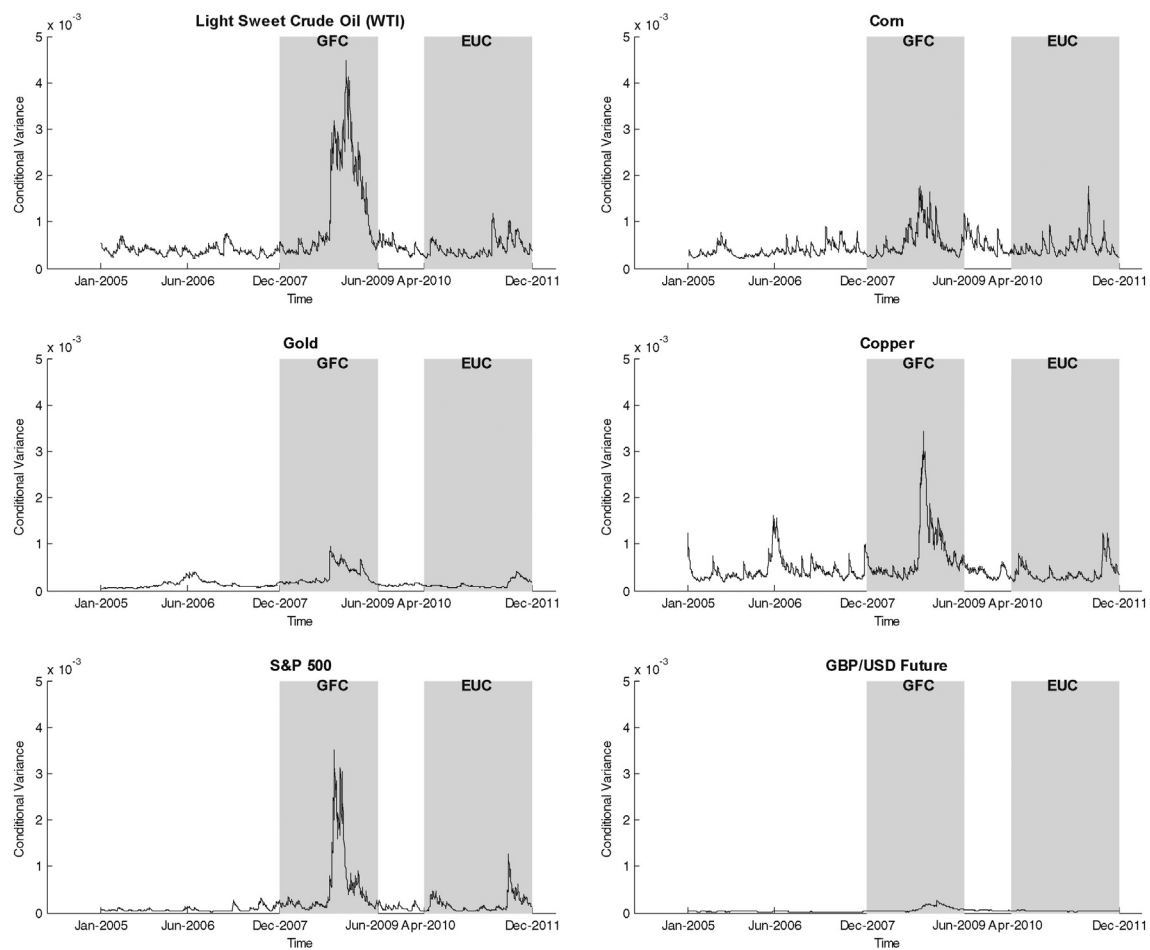 Light Sweet Crude Oil (WTI)
x 10⁻³
GFC
EUC
5
4
3
2
1
0
Conditional Variance
Jan-2005 Jun-2006 Dec-2007 Jun-2009 Apr-2010 Dec-2011
Time
Corn
x 10⁻³
GFC
EUC
5
4
3
2
1
0
Conditional Variance
Jan-2005 Jun-2006 Dec-2007 Jun-2009 Apr-2010 Dec-2011
Time
Gold
x 10⁻³
GFC
EUC
5
4
3
2
1
0
Conditional Variance
Jan-2005 Jun-2006 Dec-2007 Jun-2009 Apr-2010 Dec-2011
Time
Copper
x 10⁻³
GFC
EUC
5
4
3
2
1
0
Conditional Variance
Jan-2005 Jun-2006 Dec-2007 Jun-2009 Apr-2010 Dec-2011
Time
S&P 500
x 10⁻³
GFC
EUC
5
4
3
2
1
0
Conditional Variance
Jan-2005 Jun-2006 Dec-2007 Jun-2009 Apr-2010 Dec-2011
Time
GBP/USD Future
x 10⁻³
GFC
EUC
5
4
3
2
1
0
Conditional Variance
Jan-2005 Jun-2006 Dec-2007 Jun-2009 Apr-2010 Dec-2011
Time